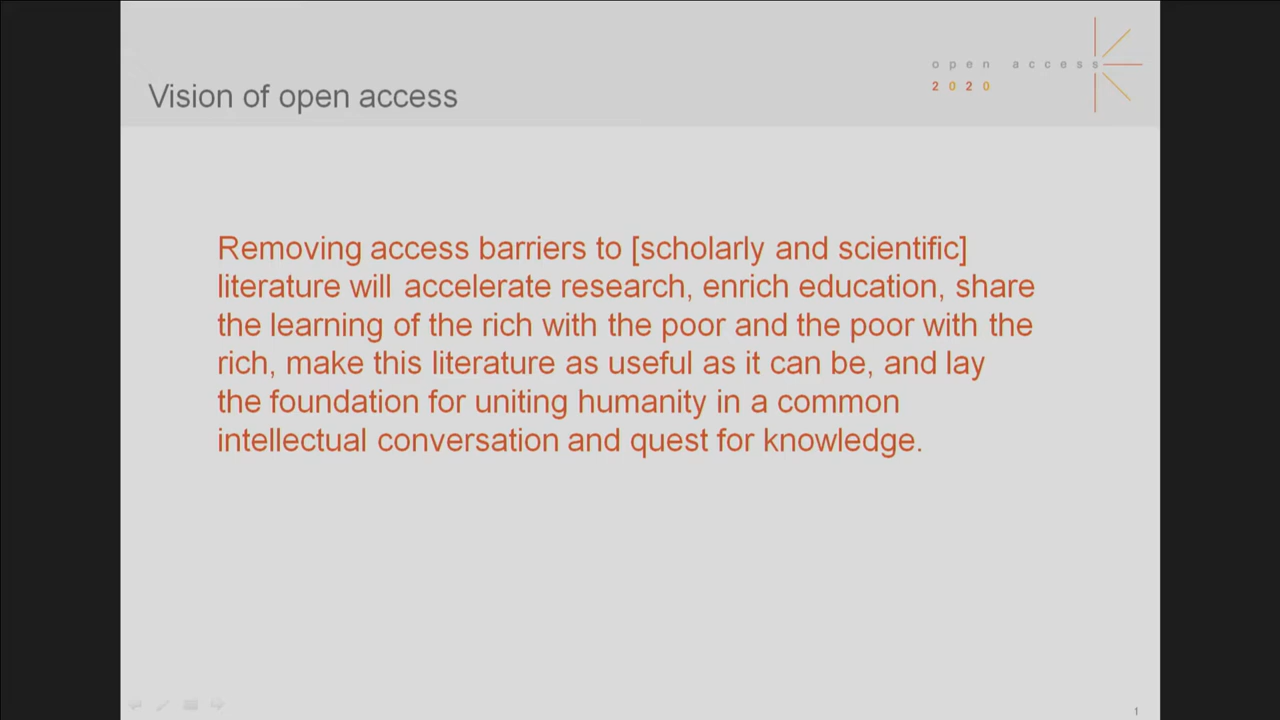 open access
2020
Vision of open access
Removing access barriers to [scholarly and scientific]
literature will accelerate research, enrich education, share
the learning of the rich with the poor and the poor with the
rich, make this literature as useful as it can be, and lay
the foundation for uniting humanity in a common
intellectual conversation and quest for knowledge.
1